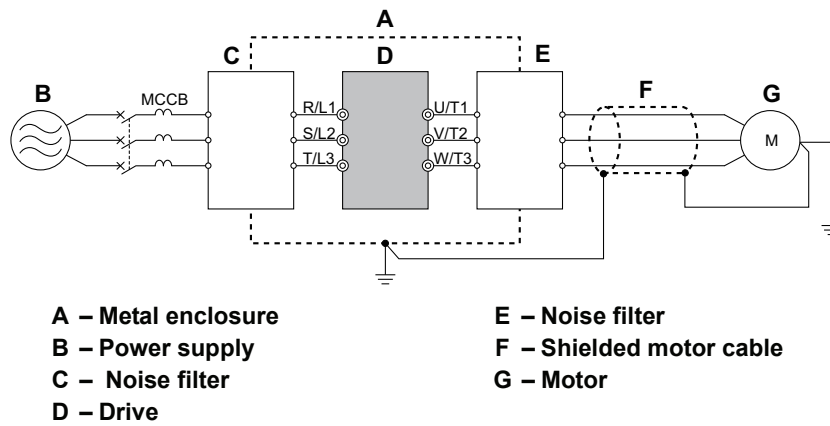 A
C D E
B F G
MCCB
R/L1 U/T1
S/L2 V/T2
T/L3 W/T3
M
A – Metal enclosure
B – Power supply
C – Noise filter
D – Drive
E – Noise filter
F – Shielded motor cable
G – Motor